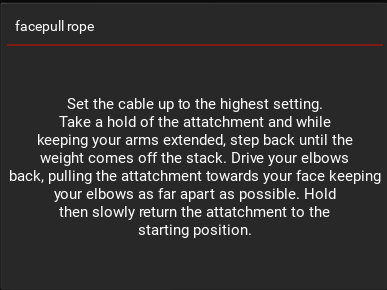 facepull rope
Set the cable up to the highest setting.
Take a hold of the attatchment and while
keeping your arms extended, step back until the
weight comes off the stack. Drive your elbows
back, pulling the attatchment towards your face keeping
your elbows as far apart as possible. Hold
then slowly return the attatchment to the
starting position.